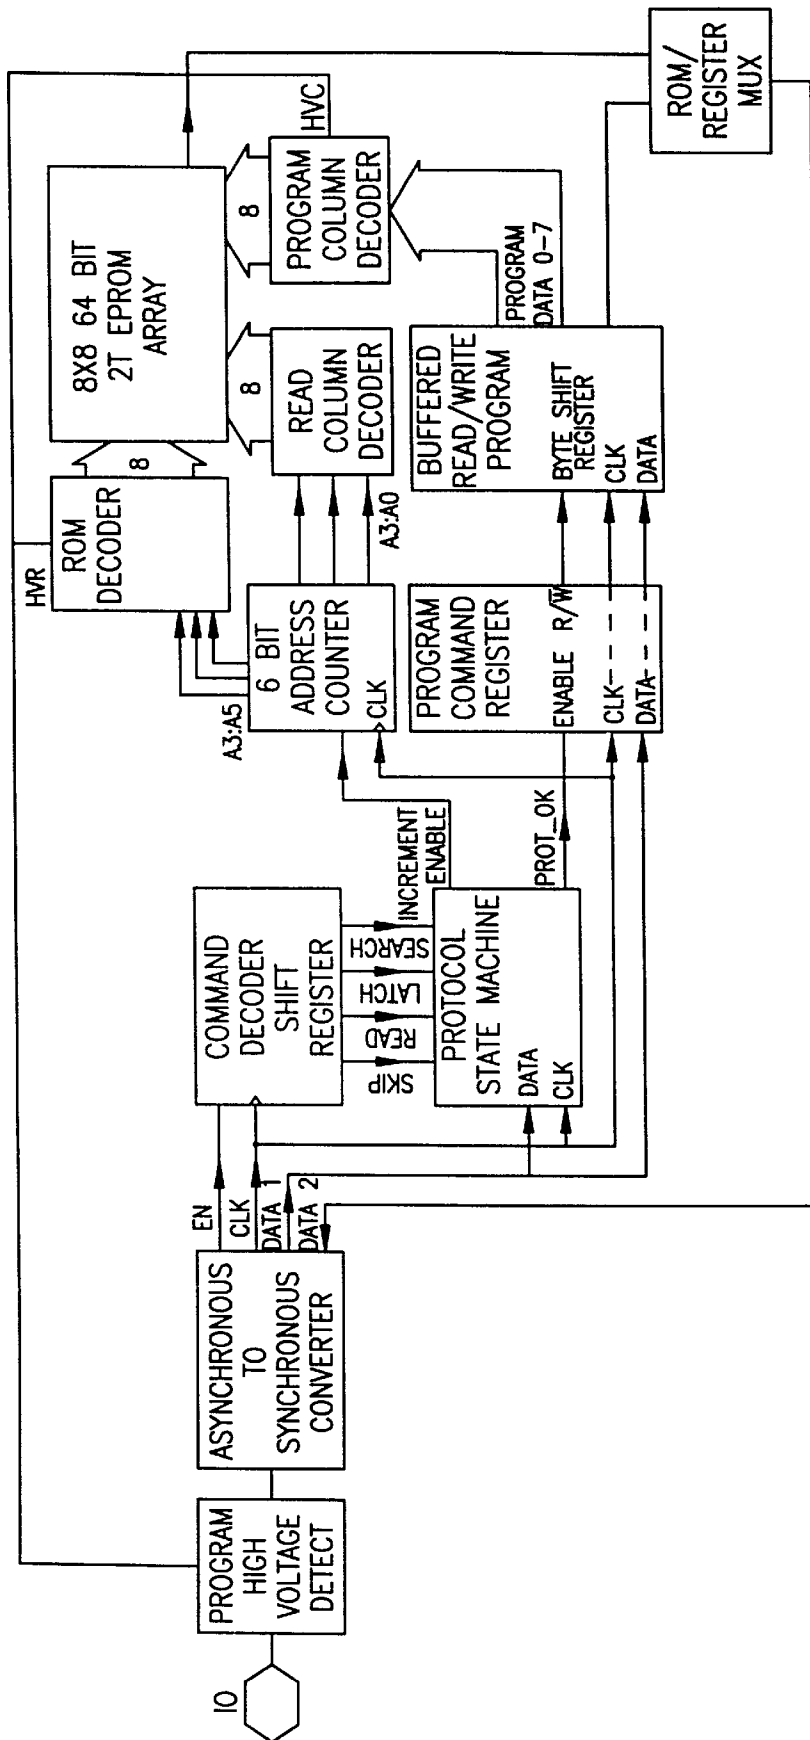 IO
PROGRAM
HIGH
VOLTAGE
DETECT
ASYNCHRONOUS
TO
SYNCHRONOUS
CONVERTER
EN
CLK
DATA 1
DATA 2
COMMAND
DECODER
SHIFT
REGISTER
SKIP
READ
LATCH
SEARCH
PROTOCOL
STATE MACHINE
DATA
CLK
INCREMENT
ENABLE
PROT_OK
A3:A5
6 BIT
ADDRESS
COUNTER
CLK
A3:A0
HVR
ROM
DECODER
8
8X8 64 BIT
2T EPROM
ARRAY
READ
COLUMN
DECODER
8
PROGRAM
COLUMN
DECODER
8
HVC
PROGRAM
COMMAND
REGISTER
ENABLE R/W̅
CLK
DATA
BUFFERED
READ/WRITE
PROGRAM
BYTE SHIFT
REGISTER
CLK
DATA
PROGRAM
DATA 0-7
ROM/
REGISTER
MUX